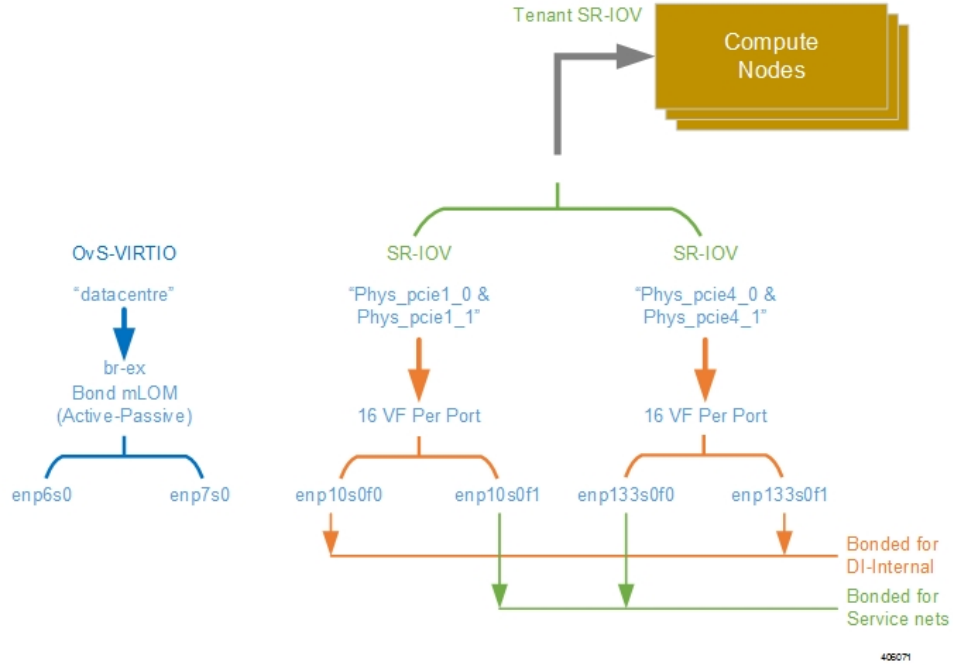 Tenant SR-IOV
Compute
Nodes
OvS-VIRTIO
SR-IOV
SR-IOV
“datacentre”
“Phys_pcie1_0 &
Phys_pcie1_1”
“Phys_pcie4_0 &
Phys_pcie4_1”
br-ex
Bond mLOM
(Active-Passive)
16 VF Per Port
16 VF Per Port
enp6s0
enp7s0
enp10s0f0
enp10s0f1
enp133s0f0
enp133s0f1
Bonded for
DI-Internal
Bonded for
Service nets
406071